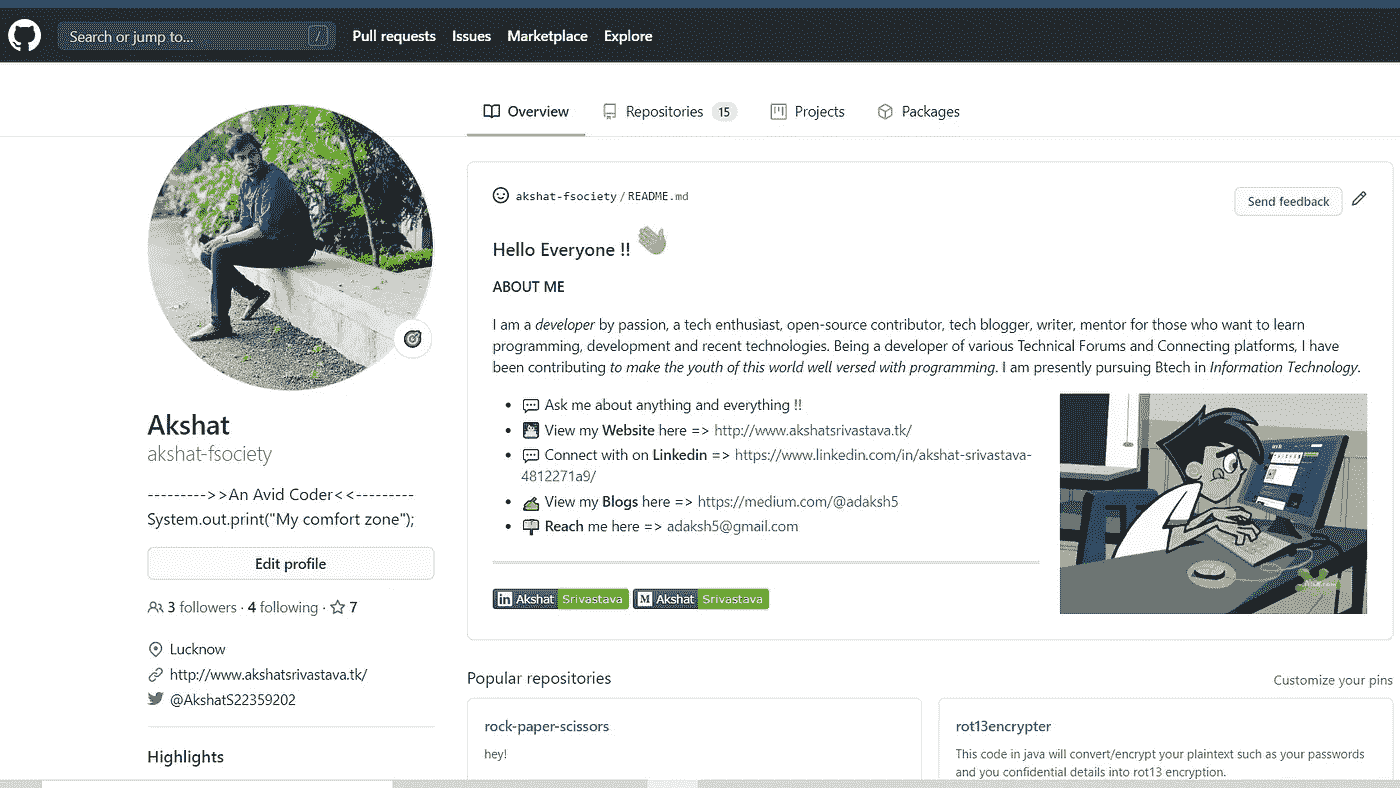 Search or jump to... /
Pull requests Issues Marketplace Explore
Overview Repositories 15 Projects Packages
akshat-fsociety / README.md
Send feedback
Hello Everyone !!
ABOUT ME
I am a developer by passion, a tech enthusiast, open-source contributor, tech blogger, writer, mentor for those who want to learn
programming, development and recent technologies. Being a developer of various Technical Forums and Connecting platforms, I have
been contributing to make the youth of this world well versed with programming. I am presently pursuing Btech in Information Technology.
Ask me about anything and everything !!
View my Website here => http://www.akshatsrivastava.tk/
Connect with on Linkedin => https://www.linkedin.com/in/akshat-srivastava-
4812271a9/
View my Blogs here => https://medium.com/@adaksh5
Reach me here => adaksh5@gmail.com
in Akshat Srivastava M Akshat Srivastava
Akshat
akshat-fsociety
--------->>An Avid Coder<<---------
System.out.print("My comfort zone");
Edit profile
3 followers · 4 following · 7
Lucknow
http://www.akshatsrivastava.tk/
@AkshatS22359202
Highlights
Popular repositories
Customize your pins
rock-paper-scissors
hey!
rot13encrypter
This code in java will convert/encrypt your plaintext such as your passwords
and you confidential details into rot13 encryption.